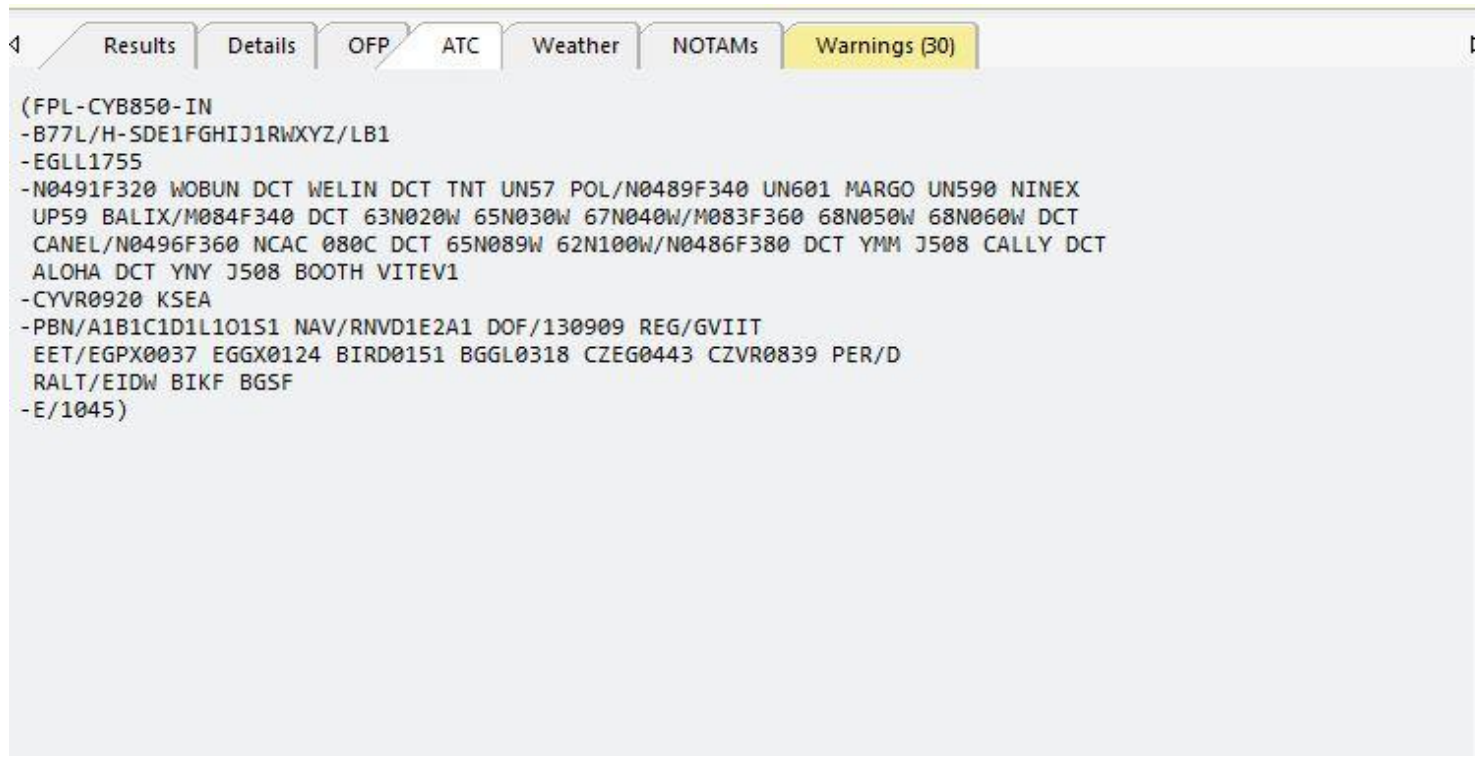 Results Details OFP ATC Weather NOTAMs Warnings (30)
(FPL-CYB850-IN
-B77L/H-SDE1FGHIJ1RWXYZ/LB1
-EGLL1755
-N0491F320 WOBUN DCT WELIN DCT TNT UN57 POL/N0489F340 UN601 MARGO UN590 NINEX
UP59 BALIX/M084F340 DCT 63N020W 65N030W 67N040W/M083F360 68N050W 68N060W DCT
CANEL/N0496F360 NCAC 080C DCT 65N089W 62N100W/N0486F380 DCT YMM J508 CALLY DCT
ALOHA DCT YNY J508 BOOTH VITEV1
-CYVR0920 KSEA
-PBN/A1B1C1D1L1O1S1 NAV/RNVD1E2A1 DOF/130909 REG/GVIIT
EET/EGPX0037 EGGX0124 BIRD0151 BGGL0318 CZEG0443 CZVR0839 PER/D
RALT/EIDW BIKF BGSF
-E/1045)